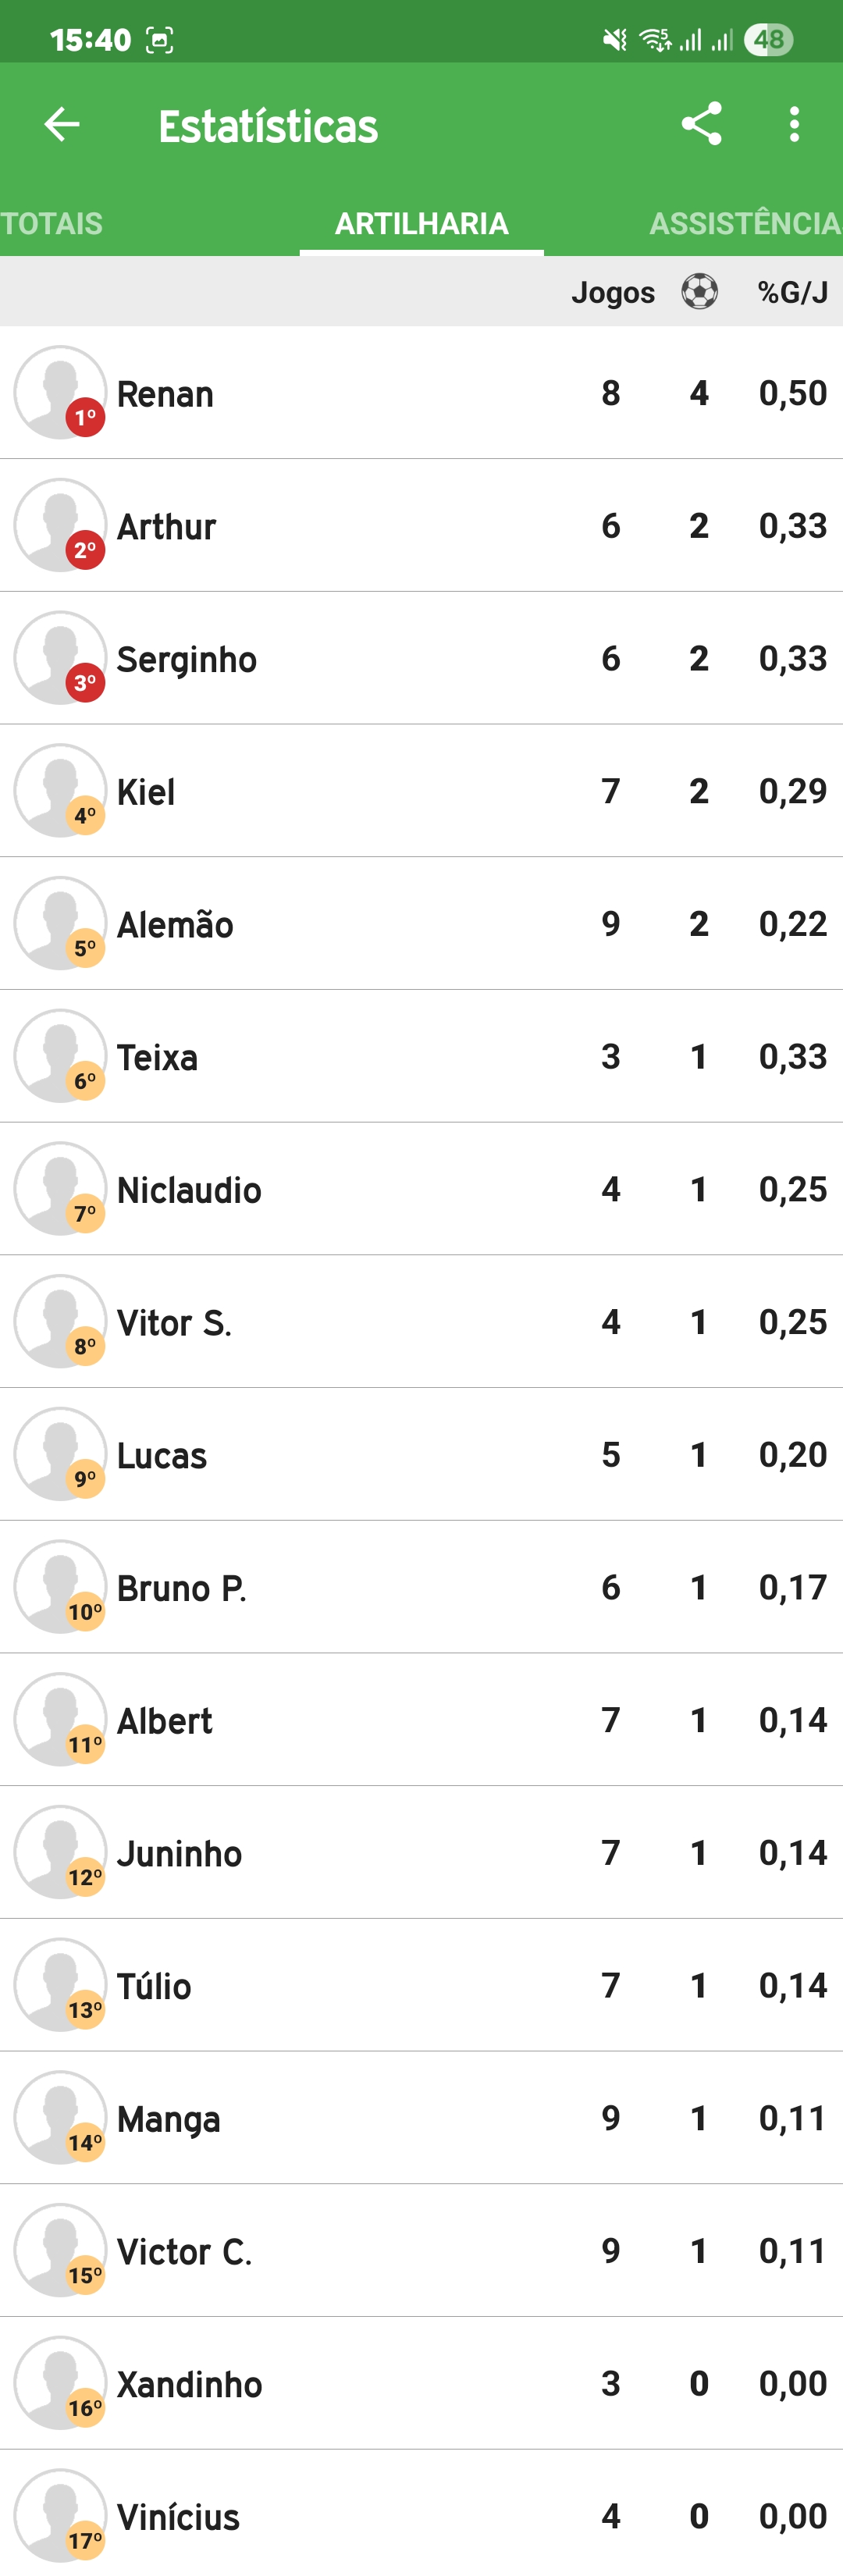 15:40 5 48
Estatísticas
TOTAIS ARTILHARIA ASSISTÊNCIA
Jogos %G/J
1º Renan 8 4 0,50
2º Arthur 6 2 0,33
3º Serginho 6 2 0,33
4º Kiel 7 2 0,29
5º Alemão 9 2 0,22
6º Teixa 3 1 0,33
7º Niclaudio 4 1 0,25
8º Vitor S. 4 1 0,25
9º Lucas 5 1 0,20
10º Bruno P. 6 1 0,17
11º Albert 7 1 0,14
12º Juninho 7 1 0,14
13º Túlio 7 1 0,14
14º Manga 9 1 0,11
15º Victor C. 9 1 0,11
16º Xandinho 3 0 0,00
17º Vinícius 4 0 0,00